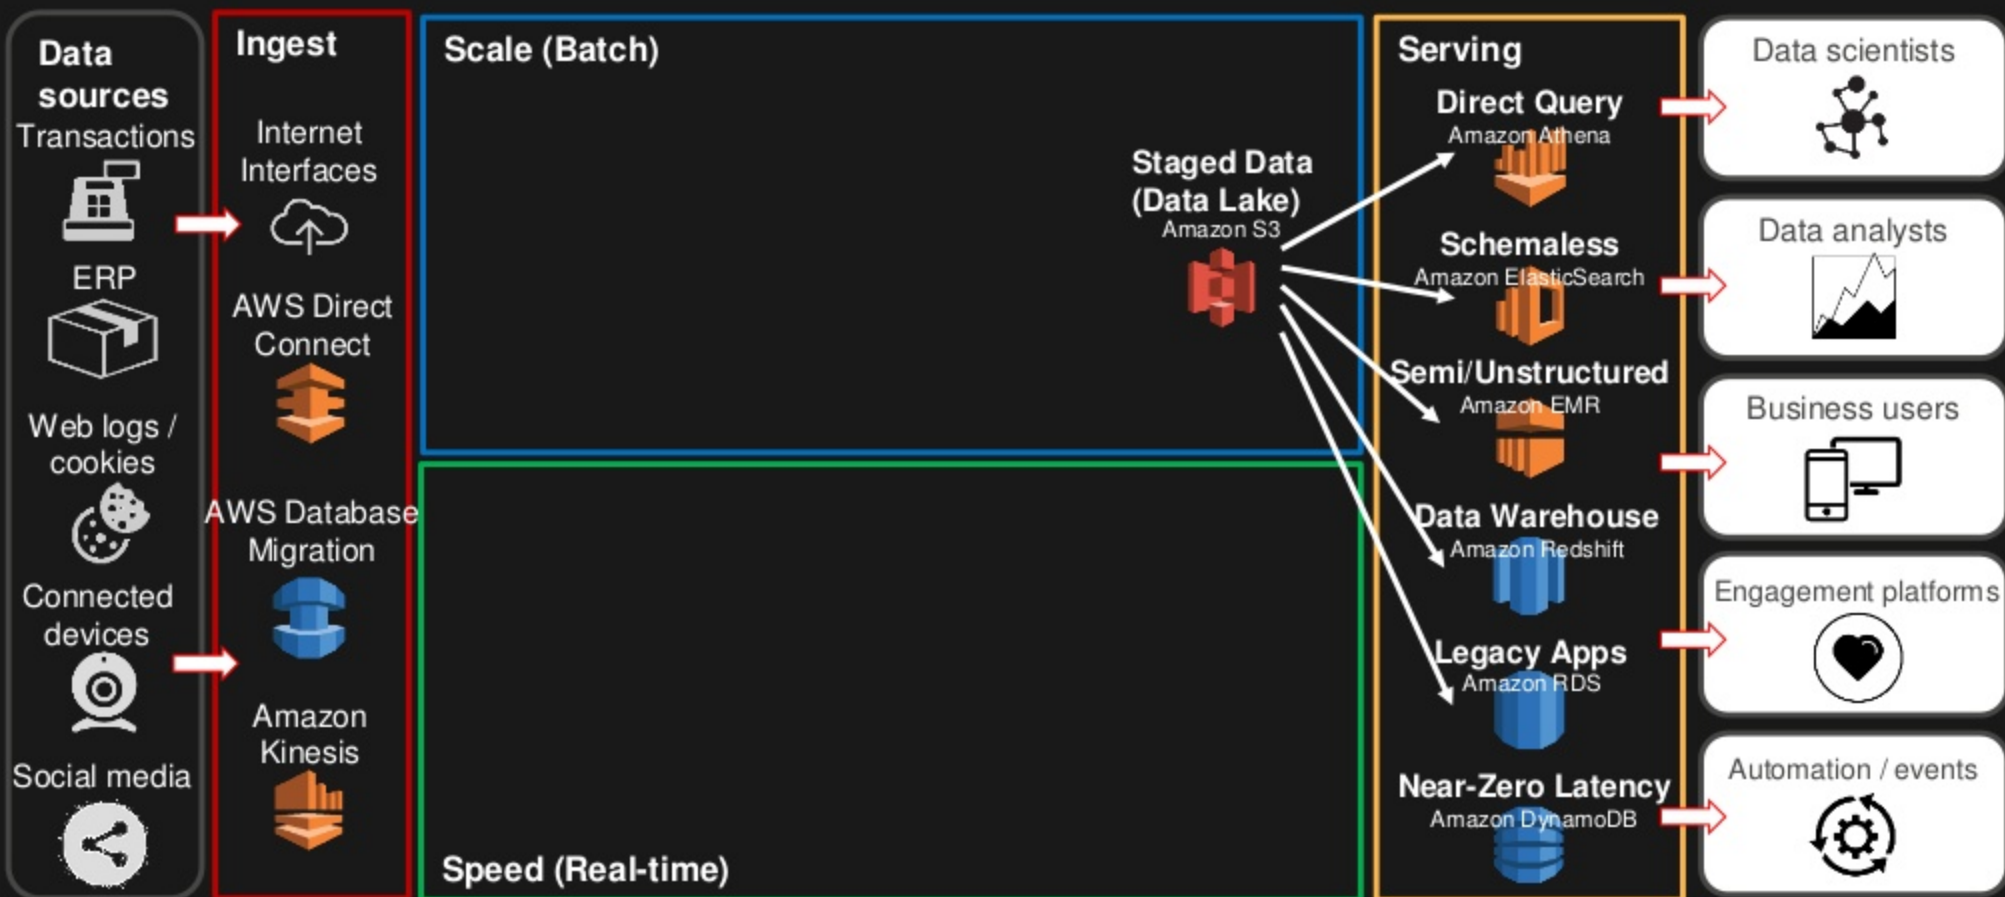 Data
sources
Transactions
ERP
Web logs /
cookies
Connected
devices
Social media
Ingest
Internet
Interfaces
AWS Direct
Connect
AWS Database
Migration
Amazon
Kinesis
Scale (Batch)
Staged Data
(Data Lake)
Amazon S3
Speed (Real-time)
Serving
Direct Query
Amazon Athena
Schemaless
Amazon ElasticSearch
Semi/Unstructured
Amazon EMR
Data Warehouse
Amazon Redshift
Legacy Apps
Amazon RDS
Near-Zero Latency
Amazon DynamoDB
Data scientists
Data analysts
Business users
Engagement platforms
Automation / events